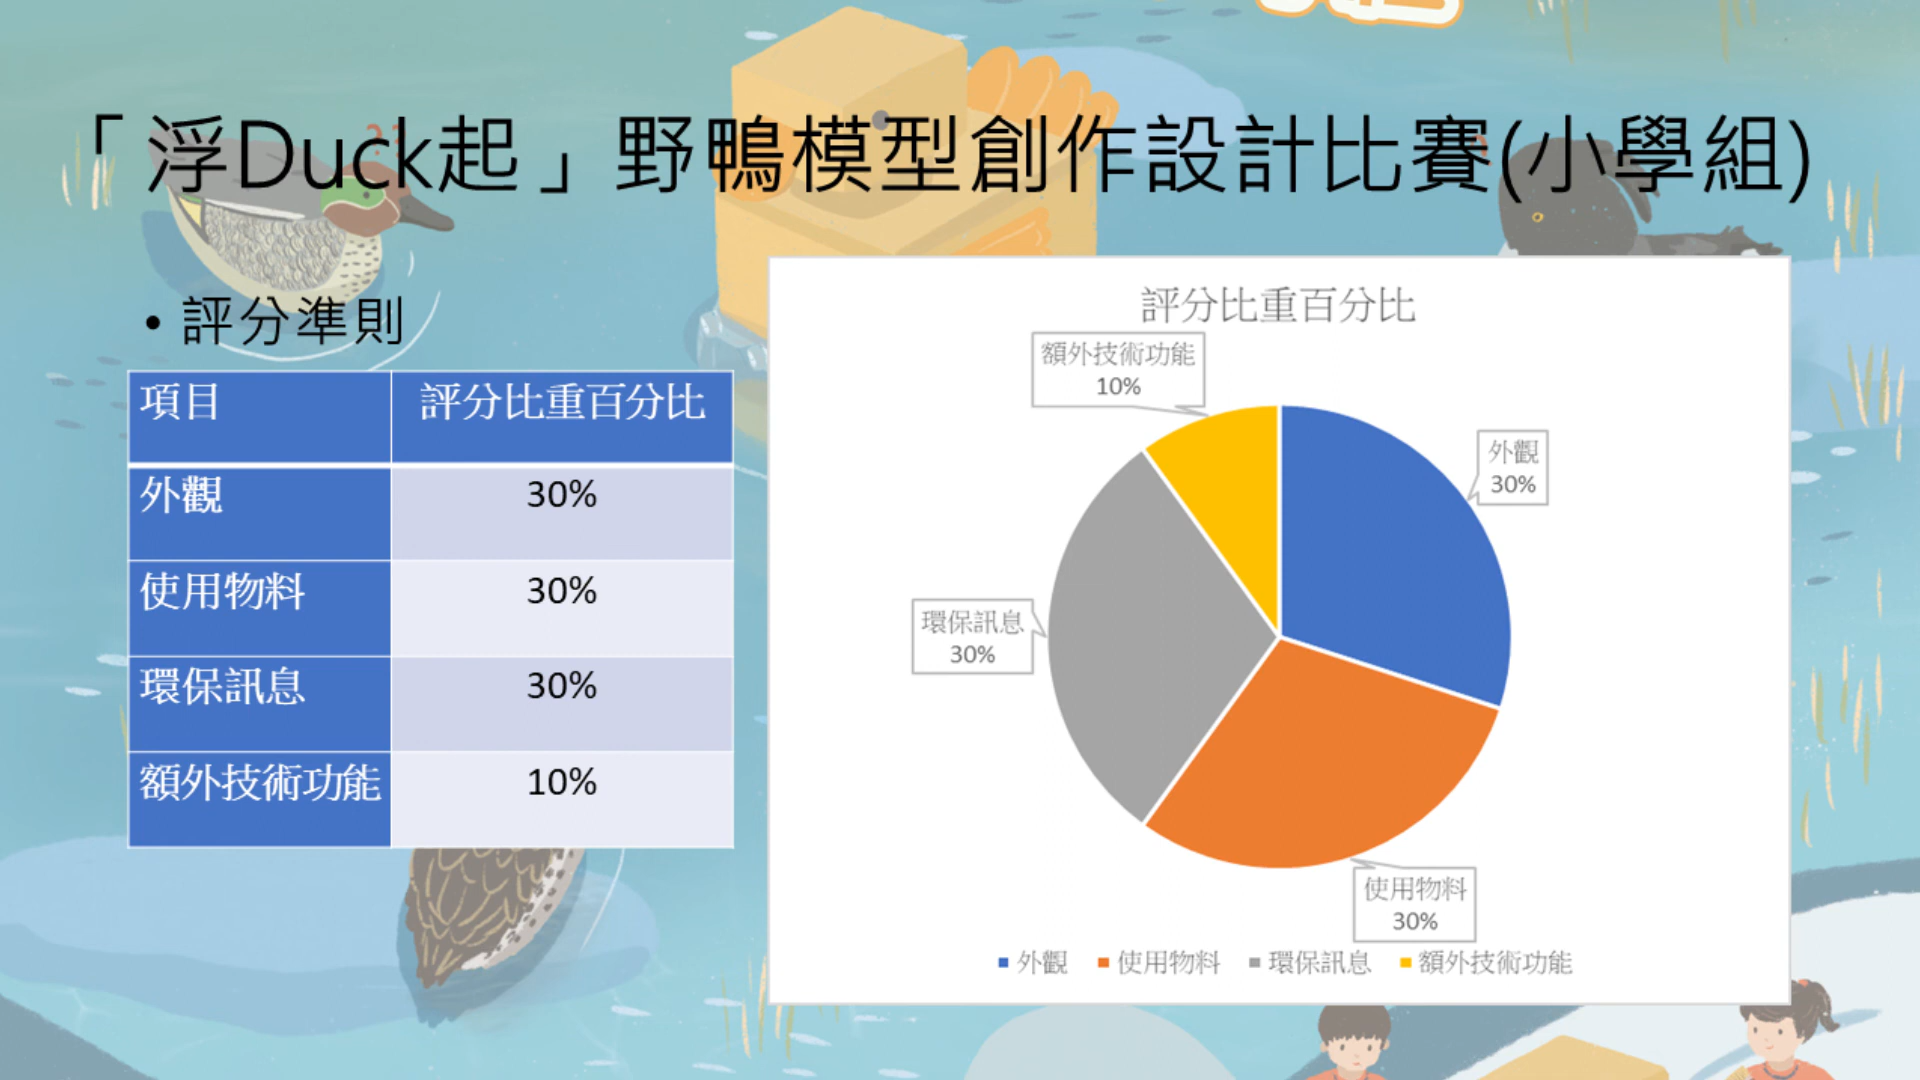 「浮Duck起」野鴨模型創作設計比賽(小學組)
• 評分準則
項目 評分比重百分比
外觀 30%
使用物料 30%
環保訊息 30%
額外技術功能 10%
評分比重百分比
額外技術功能
10%
外觀
30%
環保訊息
30%
使用物料
30%
外觀 使用物料 環保訊息 額外技術功能